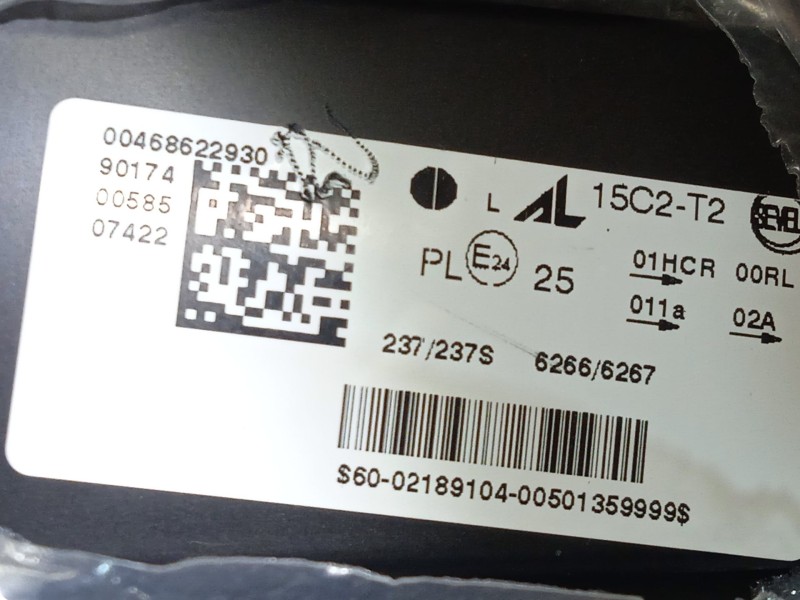 00468622930
90174
00585
07422
L AL 15C2-T2
PL E24 25 01HCR 00RL
011a 02A
237/237S 6266/6267
$60-02189104-00501359999$